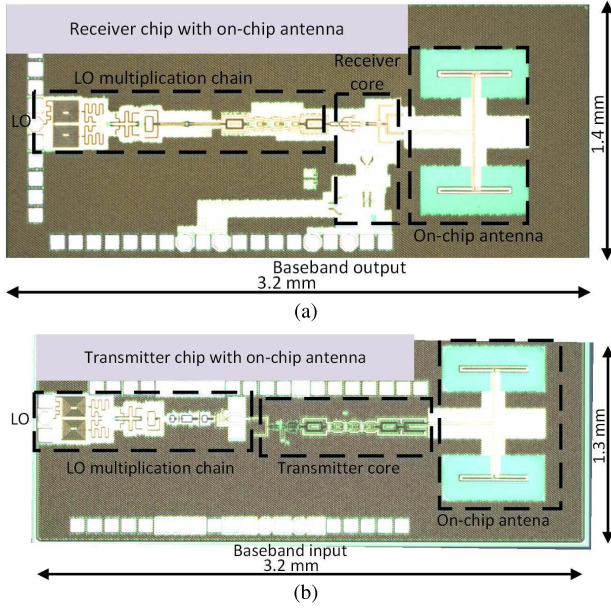 Receiver chip with on-chip antenna
LO multiplication chain
Receiver
core
LO
1.4 mm
On-chip antenna
Baseband output
3.2 mm
(a)
Transmitter chip with on-chip antenna
LO
LO multiplication chain
Transmitter core
1.3 mm
On-chip antena
Baseband input
3.2 mm
(b)